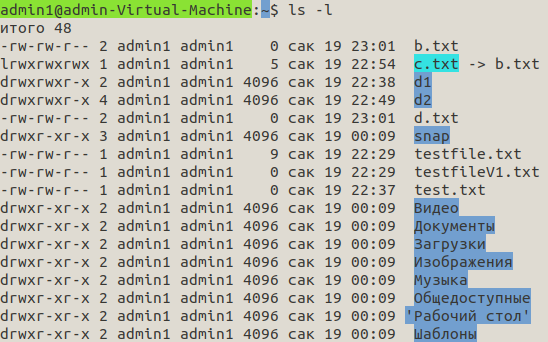 admin1@admin-Virtual-Machine:~$ ls -l
итого 48
-rw-rw-r-- 2 admin1 admin1    0 сак 19 23:01  b.txt
lrwxrwxrwx 1 admin1 admin1    5 сак 19 22:54  c.txt -> b.txt
drwxrwxr-x 2 admin1 admin1 4096 сак 19 22:38  d1
drwxrwxr-x 4 admin1 admin1 4096 сак 19 22:49  d2
-rw-rw-r-- 2 admin1 admin1    0 сак 19 23:01  d.txt
drwxr-xr-x 3 admin1 admin1 4096 сак 19 00:09  snap
-rw-rw-r-- 1 admin1 admin1    9 сак 19 22:29  testfile.txt
-rw-rw-r-- 1 admin1 admin1    0 сак 19 22:29  testfileV1.txt
-rw-rw-r-- 1 admin1 admin1    0 сак 19 22:37  test.txt
drwxr-xr-x 2 admin1 admin1 4096 сак 19 00:09  Видео
drwxr-xr-x 2 admin1 admin1 4096 сак 19 00:09  Документы
drwxr-xr-x 2 admin1 admin1 4096 сак 19 00:09  Загрузки
drwxr-xr-x 2 admin1 admin1 4096 сак 19 00:09  Изображения
drwxr-xr-x 2 admin1 admin1 4096 сак 19 00:09  Музыка
drwxr-xr-x 2 admin1 admin1 4096 сак 19 00:09  Общедоступные
drwxr-xr-x 2 admin1 admin1 4096 сак 19 00:09 'Рабочий стол'
drwxr-xr-x 2 admin1 admin1 4096 сак 19 00:09  Шаблоны